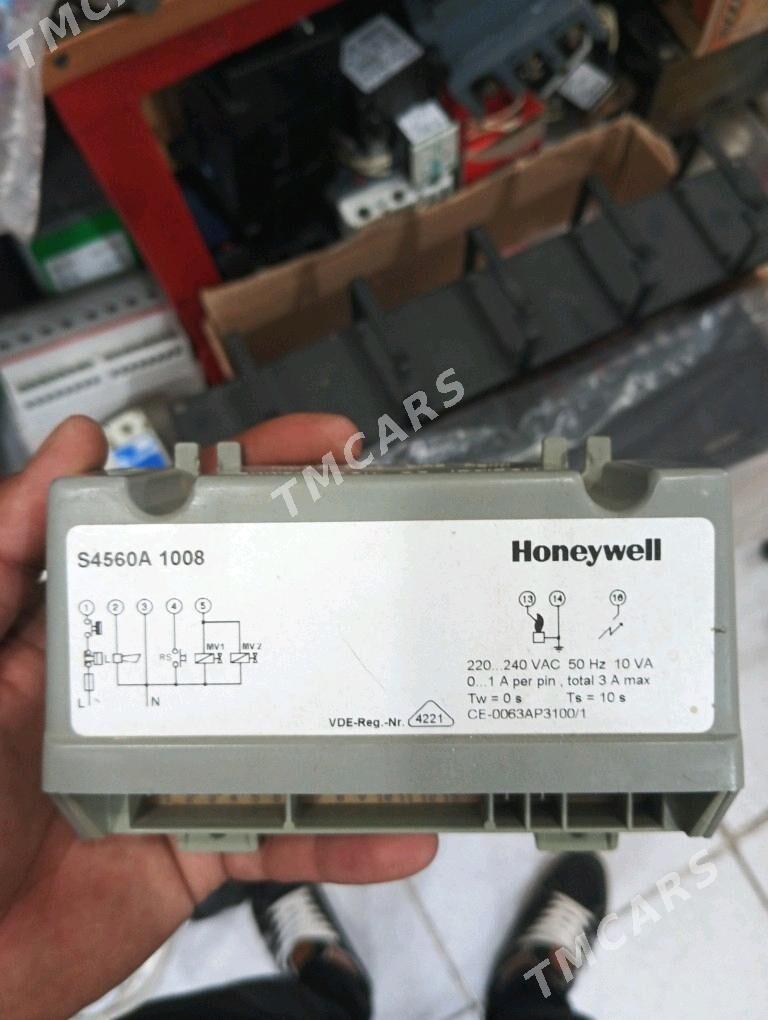 TMCARS
TMCARS
S4560A 1008
Honeywell
1 2 3 4 5
13 14 16
MV1 MV2
L
RS
L N
220...240 VAC 50 Hz 10 VA
0...1 A per pin, total 3 A max
Tw = 0 s Ts = 10 s
CE-0063AP3100/1
VDE-Reg.-Nr. 4221
TMCARS